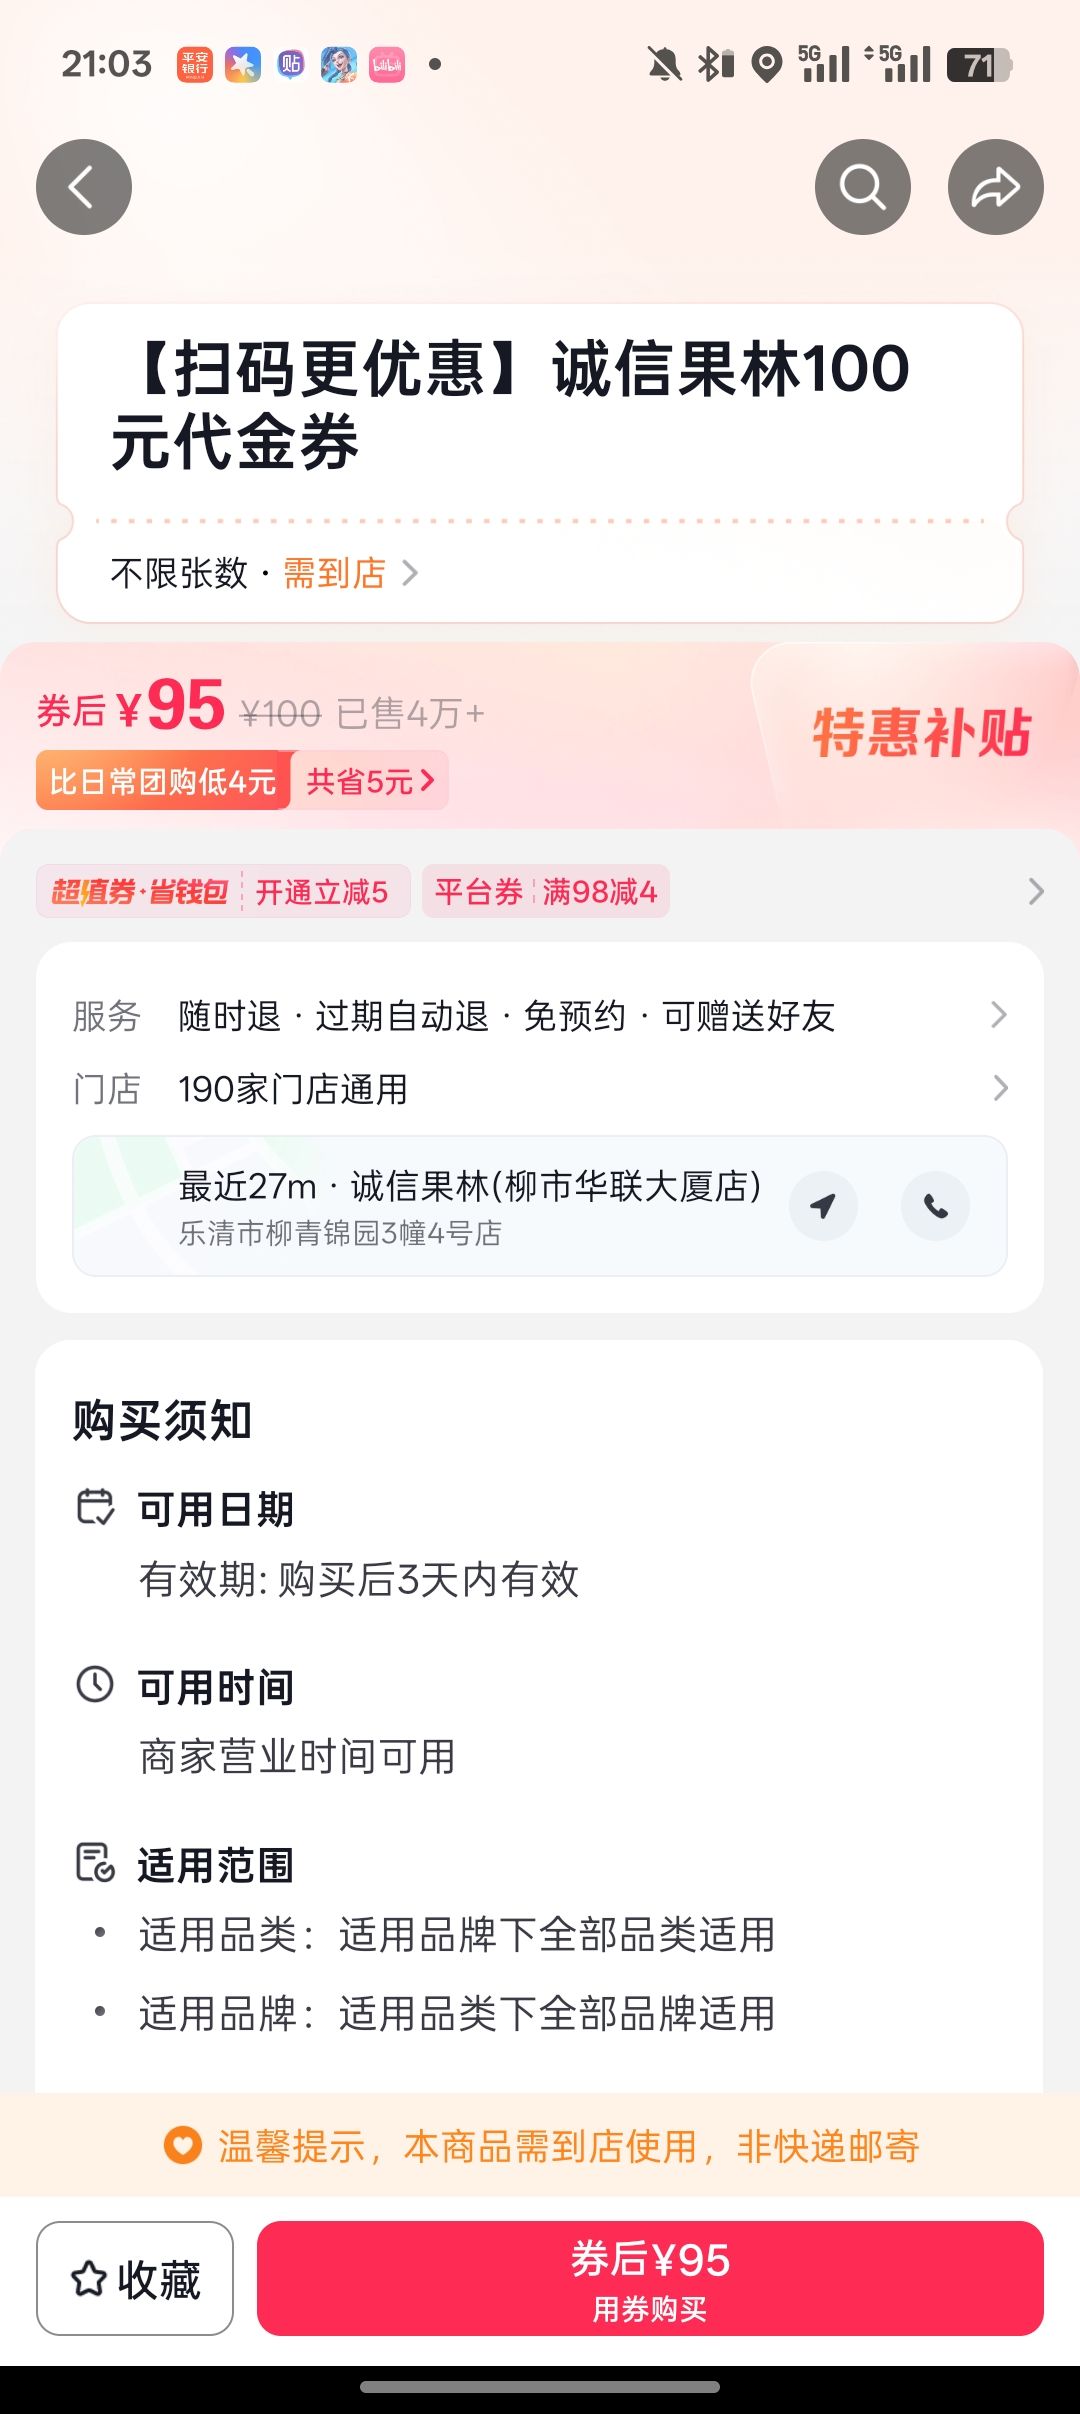 21:03
平安银行
贴
bilibili
5G
5G
71
【扫码更优惠】诚信果林100
元代金券
不限张数 · 需到店
券后 ¥95 ¥100 已售4万+
特惠补贴
比日常团购低4元 共省5元
超值券·省钱包 开通立减5 平台券 满98减4
服务 随时退 · 过期自动退 · 免预约 · 可赠送好友
门店 190家门店通用
最近27m · 诚信果林(柳市华联大厦店)
乐清市柳青锦园3幢4号店
购买须知
可用日期
有效期: 购买后3天内有效
可用时间
商家营业时间可用
适用范围
• 适用品类：适用品牌下全部品类适用
• 适用品牌：适用品类下全部品牌适用
温馨提示，本商品需到店使用，非快递邮寄
收藏
券后¥95
用券购买